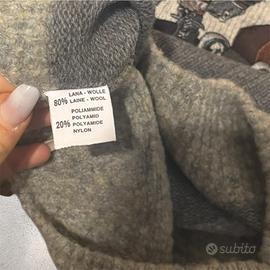 LANA - WOLLE
80% LAINE - WOOL
POLIAMMIDE
POLYAMID
20% POLYAMIDE
NYLON
subito